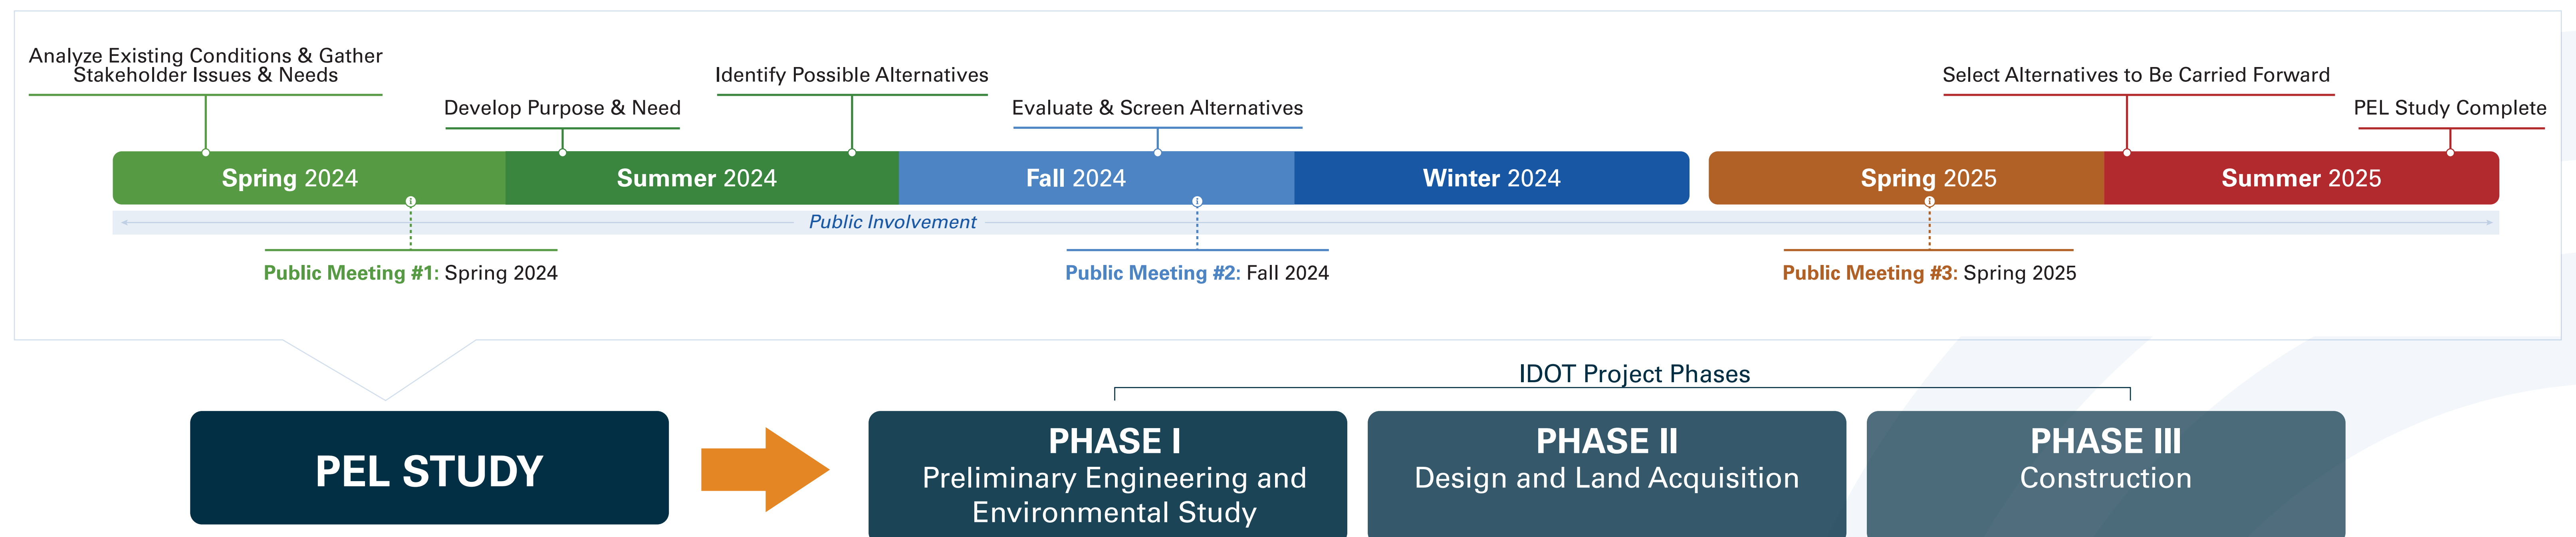 Analyze Existing Conditions & Gather
Stakeholder Issues & Needs
Develop Purpose & Need
Identify Possible Alternatives
Evaluate & Screen Alternatives
Select Alternatives to Be Carried Forward
PEL Study Complete
Spring 2024
Summer 2024
Fall 2024
Winter 2024
Spring 2025
Summer 2025
Public Involvement
Public Meeting #1: Spring 2024
Public Meeting #2: Fall 2024
Public Meeting #3: Spring 2025
IDOT Project Phases
PEL STUDY
PHASE I
Preliminary Engineering and
Environmental Study
PHASE II
Design and Land Acquisition
PHASE III
Construction